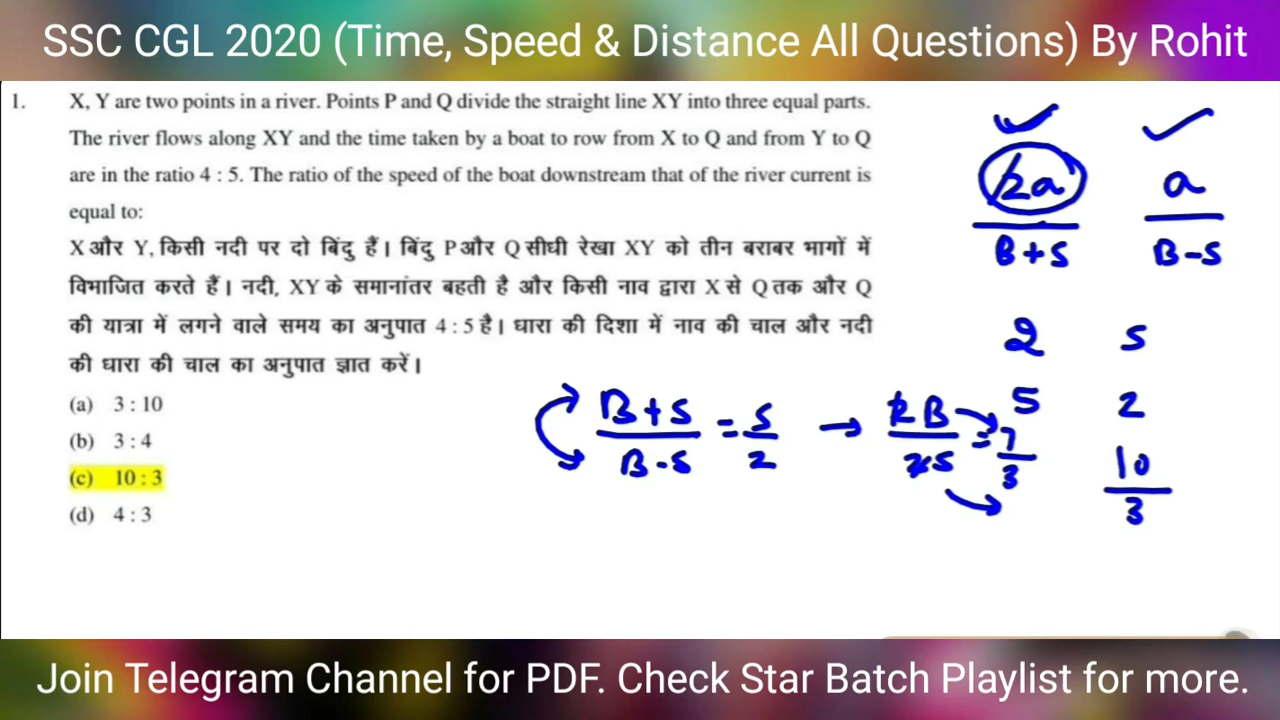 SSC CGL 2020 (Time, Speed & Distance All Questions) By Rohit
1. X, Y are two points in a river. Points P and Q divide the straight line XY into three equal parts.
The river flows along XY and the time taken by a boat to row from X to Q and from Y to Q
are in the ratio 4 : 5. The ratio of the speed of the boat downstream that of the river current is
equal to:
X और Y, किसी नदी पर दो बिंदु हैं। बिंदु P और Q सीधी रेखा XY को तीन बराबर भागों में
विभाजित करते हैं। नदी, XY के समानांतर बहती है और किसी नाव द्वारा X से Q तक और Q
की यात्रा में लगने वाले समय का अनुपात 4 : 5 है। धारा की दिशा में नाव की चाल और नदी
की धारा की चाल का अनुपात ज्ञात करें।
(a) 3 : 10
(b) 3 : 4
(c) 10 : 3
(d) 4 : 3
2a/B+S a/B-S
2 5
5 2
B+S/B-S = 5/2 → 2B/2S = 7/3
10/3
Join Telegram Channel for PDF. Check Star Batch Playlist for more.